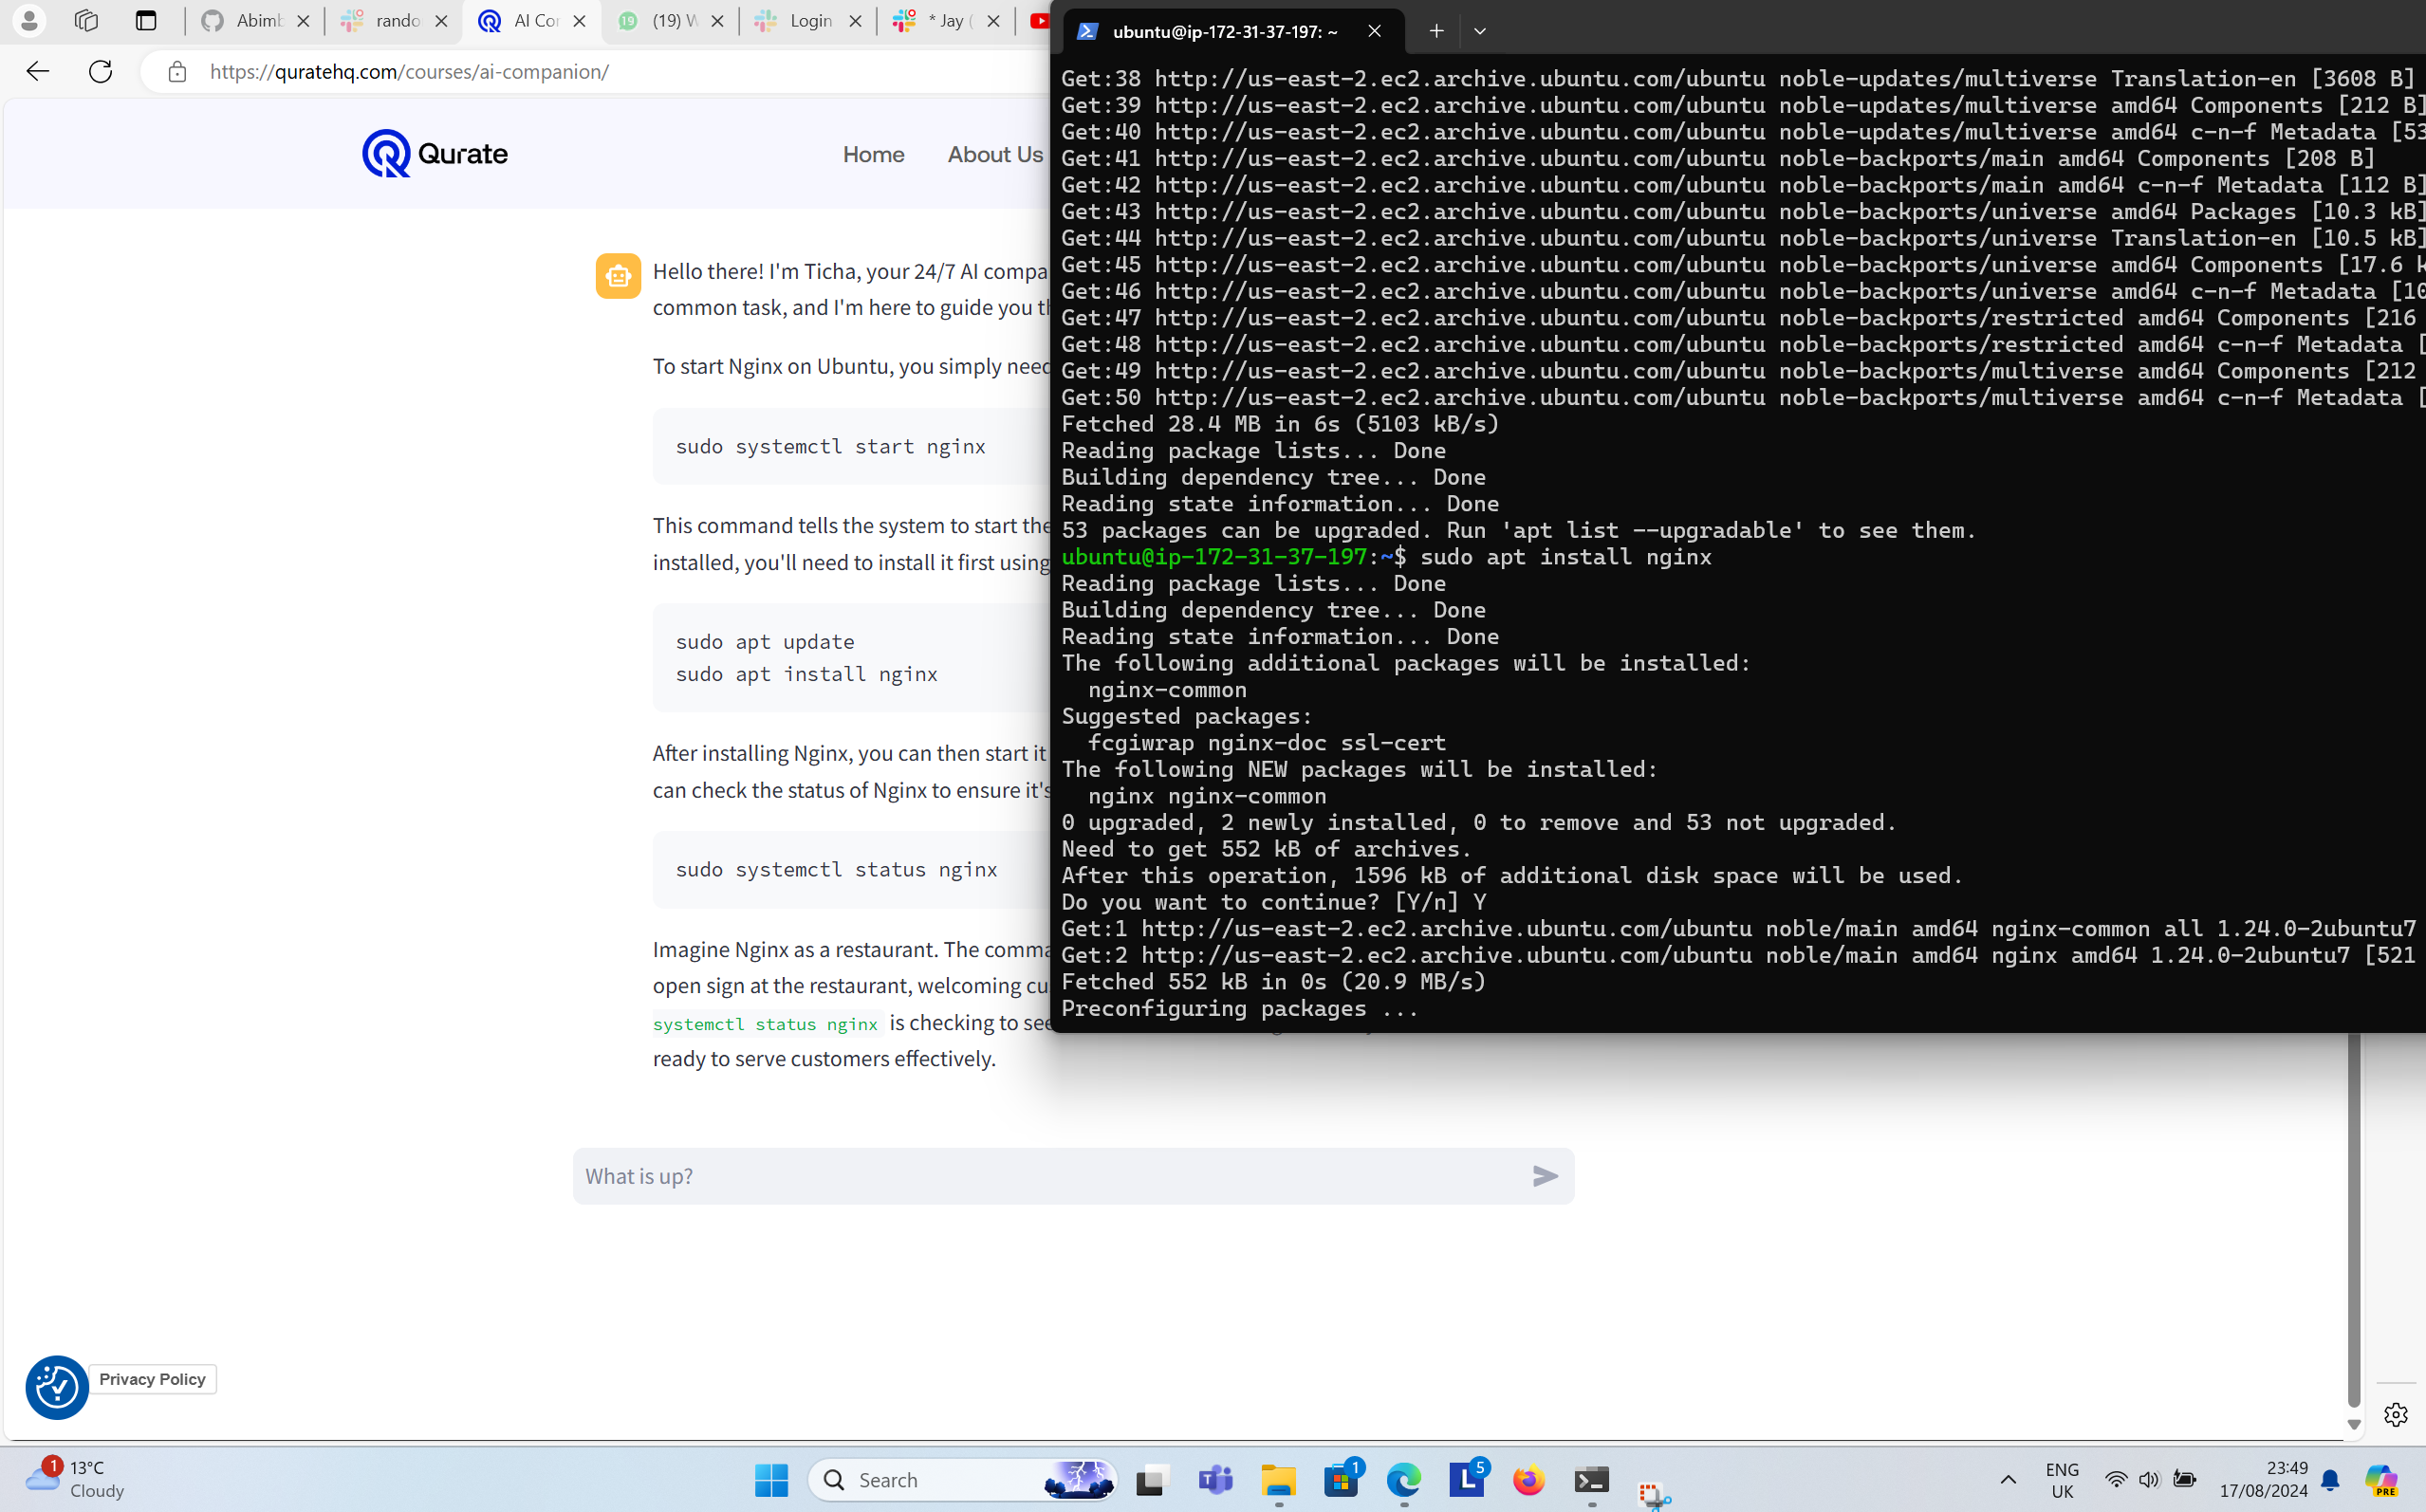 Abimb
rando
AI Cor
19
(19) W
Login
* Jay (
https://quratehq.com/courses/ai-companion/
Qurate
Home
About Us
Hello there! I'm Ticha, your 24/7 AI compa
common task, and I'm here to guide you th
To start Nginx on Ubuntu, you simply need
sudo systemctl start nginx
This command tells the system to start the
installed, you'll need to install it first using
sudo apt update
sudo apt install nginx
After installing Nginx, you can then start it
can check the status of Nginx to ensure it's
sudo systemctl status nginx
Imagine Nginx as a restaurant. The comma
open sign at the restaurant, welcoming cu
systemctl status nginx is checking to see
ready to serve customers effectively.
What is up?
Privacy Policy
ubuntu@ip-172-31-37-197: ~
Get:38 http://us-east-2.ec2.archive.ubuntu.com/ubuntu noble-updates/multiverse Translation-en [3608 B]
Get:39 http://us-east-2.ec2.archive.ubuntu.com/ubuntu noble-updates/multiverse amd64 Components [212 B]
Get:40 http://us-east-2.ec2.archive.ubuntu.com/ubuntu noble-updates/multiverse amd64 c-n-f Metadata [53
Get:41 http://us-east-2.ec2.archive.ubuntu.com/ubuntu noble-backports/main amd64 Components [208 B]
Get:42 http://us-east-2.ec2.archive.ubuntu.com/ubuntu noble-backports/main amd64 c-n-f Metadata [112 B]
Get:43 http://us-east-2.ec2.archive.ubuntu.com/ubuntu noble-backports/universe amd64 Packages [10.3 kB]
Get:44 http://us-east-2.ec2.archive.ubuntu.com/ubuntu noble-backports/universe Translation-en [10.5 kB]
Get:45 http://us-east-2.ec2.archive.ubuntu.com/ubuntu noble-backports/universe amd64 Components [17.6 k
Get:46 http://us-east-2.ec2.archive.ubuntu.com/ubuntu noble-backports/universe amd64 c-n-f Metadata [10
Get:47 http://us-east-2.ec2.archive.ubuntu.com/ubuntu noble-backports/restricted amd64 Components [216
Get:48 http://us-east-2.ec2.archive.ubuntu.com/ubuntu noble-backports/restricted amd64 c-n-f Metadata [
Get:49 http://us-east-2.ec2.archive.ubuntu.com/ubuntu noble-backports/multiverse amd64 Components [212
Get:50 http://us-east-2.ec2.archive.ubuntu.com/ubuntu noble-backports/multiverse amd64 c-n-f Metadata [
Fetched 28.4 MB in 6s (5103 kB/s)
Reading package lists... Done
Building dependency tree... Done
Reading state information... Done
53 packages can be upgraded. Run 'apt list --upgradable' to see them.
ubuntu@ip-172-31-37-197:~$ sudo apt install nginx
Reading package lists... Done
Building dependency tree... Done
Reading state information... Done
The following additional packages will be installed:
nginx-common
Suggested packages:
fcgiwrap nginx-doc ssl-cert
The following NEW packages will be installed:
nginx nginx-common
0 upgraded, 2 newly installed, 0 to remove and 53 not upgraded.
Need to get 552 kB of archives.
After this operation, 1596 kB of additional disk space will be used.
Do you want to continue? [Y/n] Y
Get:1 http://us-east-2.ec2.archive.ubuntu.com/ubuntu noble/main amd64 nginx-common all 1.24.0-2ubuntu7
Get:2 http://us-east-2.ec2.archive.ubuntu.com/ubuntu noble/main amd64 nginx amd64 1.24.0-2ubuntu7 [521
Fetched 552 kB in 0s (20.9 MB/s)
Preconfiguring packages ...
1
13°C
Cloudy
Search
1
L
5
ENG
UK
23:49
17/08/2024
PRE